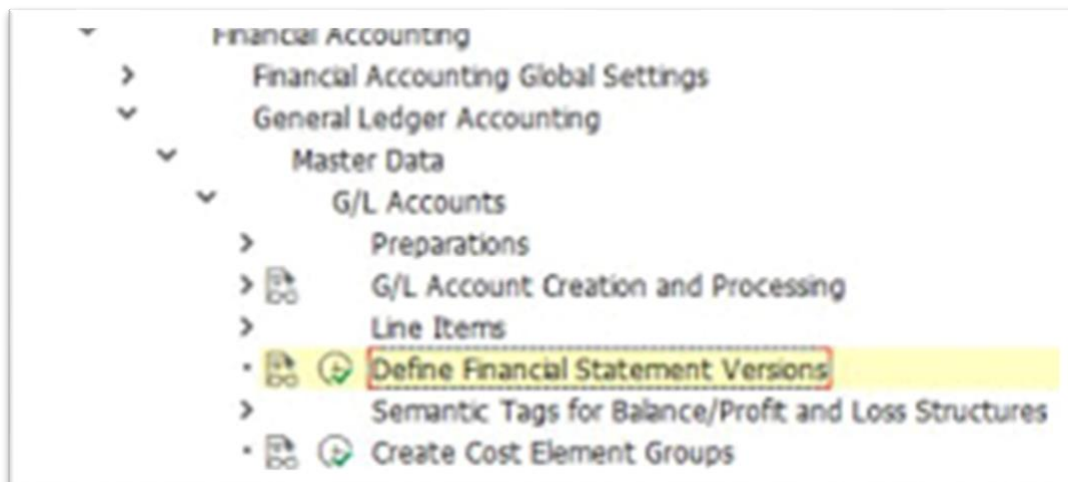 Financial Accounting
Financial Accounting Global Settings
General Ledger Accounting
Master Data
G/L Accounts
Preparations
G/L Account Creation and Processing
Line Items
Define Financial Statement Versions
Semantic Tags for Balance/Profit and Loss Structures
Create Cost Element Groups